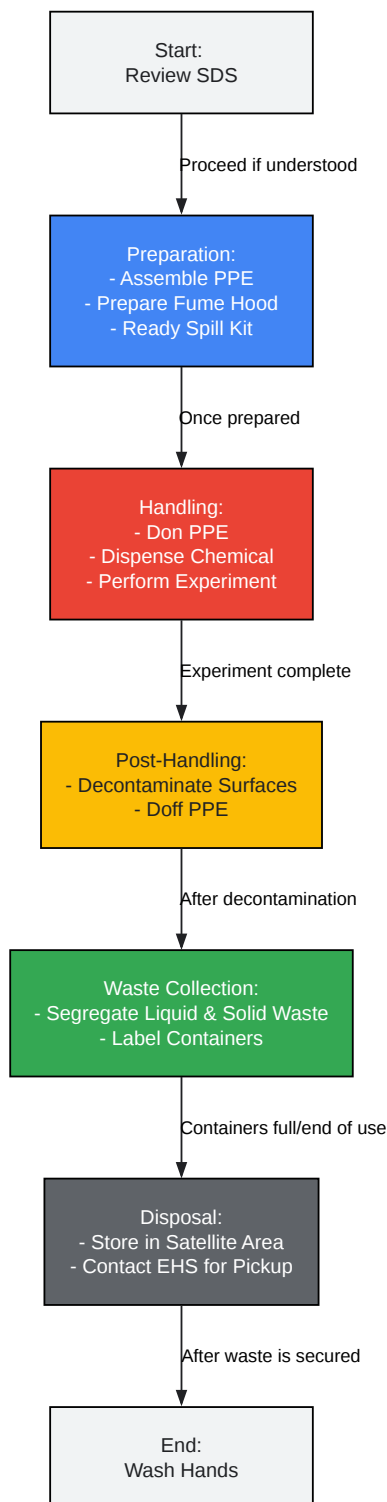 Start:
Review SDS
Proceed if understood
Preparation:
- Assemble PPE
- Prepare Fume Hood
- Ready Spill Kit
Once prepared
Handling:
- Don PPE
- Dispense Chemical
- Perform Experiment
Experiment complete
Post-Handling:
- Decontaminate Surfaces
- Doff PPE
After decontamination
Waste Collection:
- Segregate Liquid & Solid Waste
- Label Containers
Containers full/end of use
Disposal:
- Store in Satellite Area
- Contact EHS for Pickup
After waste is secured
End:
Wash Hands